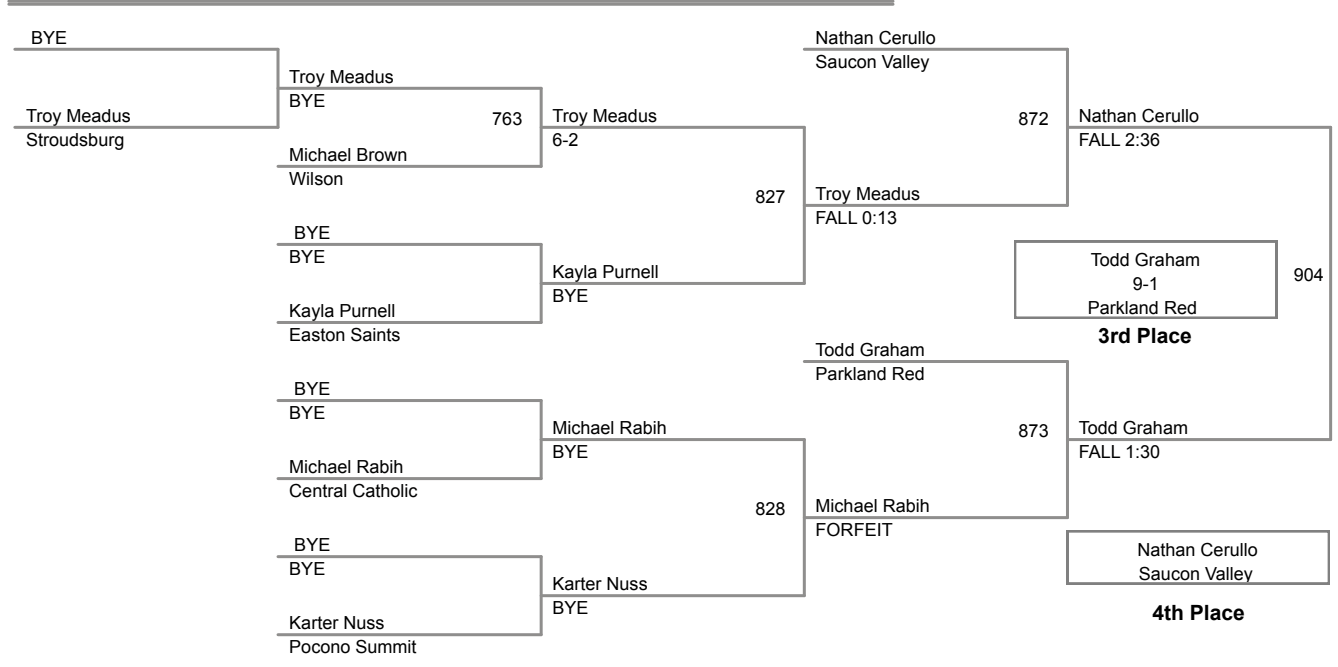 BYE
Troy Meadus
Stroudsburg
Troy Meadus
BYE
763
Michael Brown
Wilson
BYE
BYE
Kayla Purnell
Easton Saints
BYE
BYE
Michael Rabih
Central Catholic
BYE
BYE
Karter Nuss
Pocono Summit
Troy Meadus
6-2
827
Kayla Purnell
BYE
Michael Rabih
BYE
828
Karter Nuss
BYE
Nathan Cerullo
Saucon Valley
872
Troy Meadus
FALL 0:13
Todd Graham
Parkland Red
873
Michael Rabih
FORFEIT
Nathan Cerullo
FALL 2:36
Todd Graham
9-1
Parkland Red
904
3rd Place
Todd Graham
FALL 1:30
Nathan Cerullo
Saucon Valley
4th Place